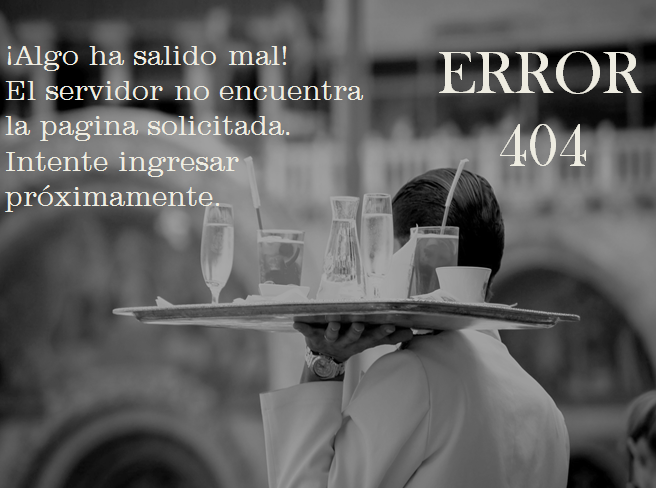 ¡Algo ha salido mal!
El servidor no encuentra
la pagina solicitada.
Intente ingresar
próximamente.
ERROR
404